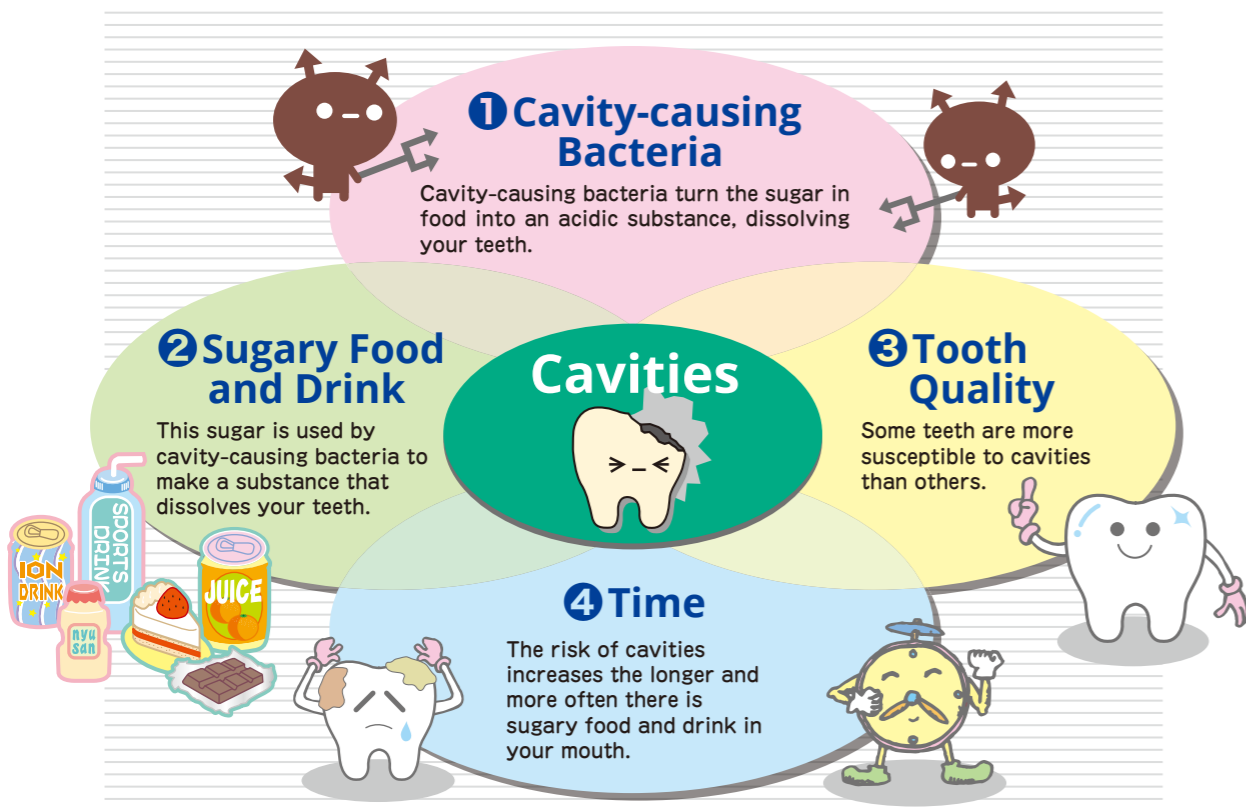 ❶Cavity-causing
Bacteria
Cavity-causing bacteria turn the sugar in
food into an acidic substance, dissolving
your teeth.
❷Sugary Food
and Drink
This sugar is used by
cavity-causing bacteria to
make a substance that
dissolves your teeth.
Cavities
❸Tooth
Quality
Some teeth are more
susceptible to cavities
than others.
SPORTS
DRINK
ION
DRINK
JUICE
nyu
san
❹Time
The risk of cavities
increases the longer and
more often there is
sugary food and drink in
your mouth.